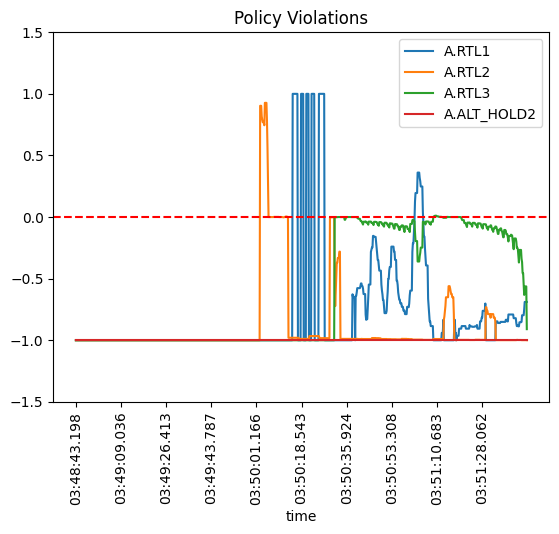 Policy Violations
1.5
1.0
0.5
0.0
−0.5
−1.0
−1.5
A.RTL1
A.RTL2
A.RTL3
A.ALT_HOLD2
03:48:43.198
03:49:09.036
03:49:26.413
03:49:43.787
03:50:01.166
03:50:18.543
03:50:35.924
03:50:53.308
03:51:10.683
03:51:28.062
time